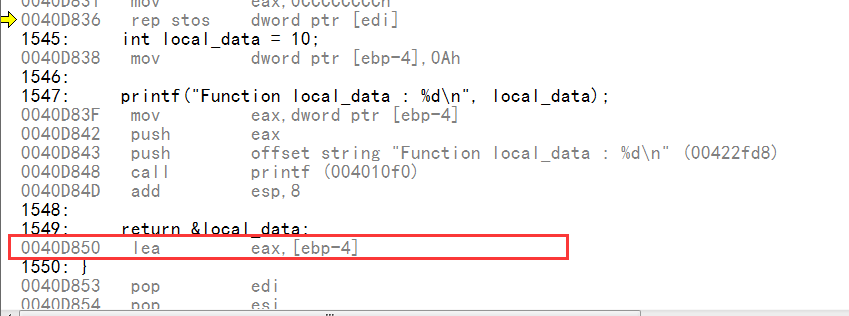 0040D831 mov eax,0CCCCCCCCh
0040D836 rep stos dword ptr [edi]
1545: int local_data = 10;
0040D838 mov dword ptr [ebp-4],0Ah
1546:
1547: printf("Function local_data : %d\n", local_data);
0040D83F mov eax,dword ptr [ebp-4]
0040D842 push eax
0040D843 push offset string "Function local_data : %d\n" (00422fd8)
0040D848 call printf (004010f0)
0040D84D add esp,8
1548:
1549: return &local_data;
0040D850 lea eax,[ebp-4]
1550: }
0040D853 pop edi
0040D854 pop esi